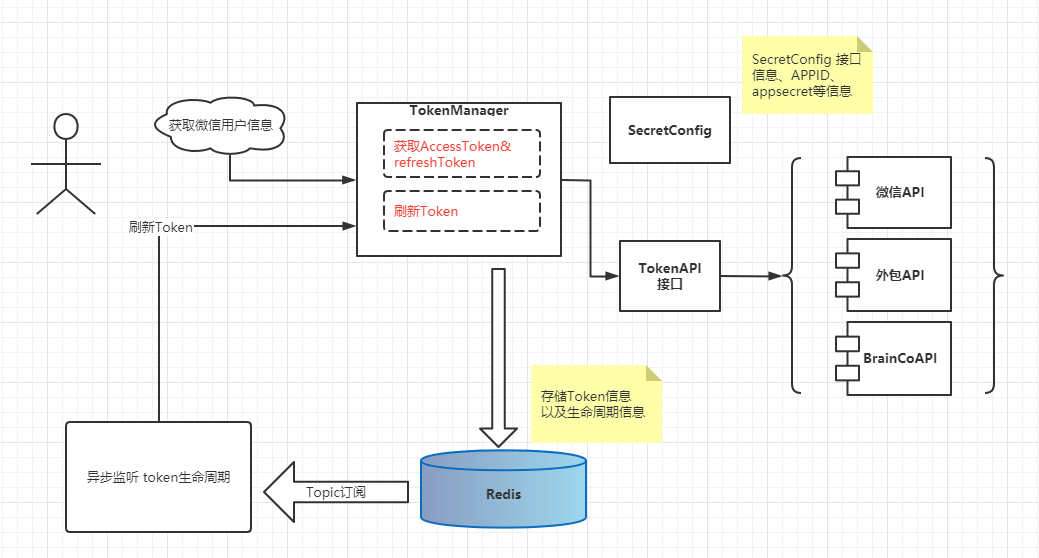 SecretConfig 接口
信息、APPID、
appsecret等信息
TokenManager
获取微信用户信息
SecretConfig
获取AccessToken&
refreshToken
微信API
刷新Token
刷新Token
TokenAPI
接口
外包API
BrainCoAPI
存储Token信息
以及生命周期信息
异步监听 token生命周期
Topic订阅
Redis